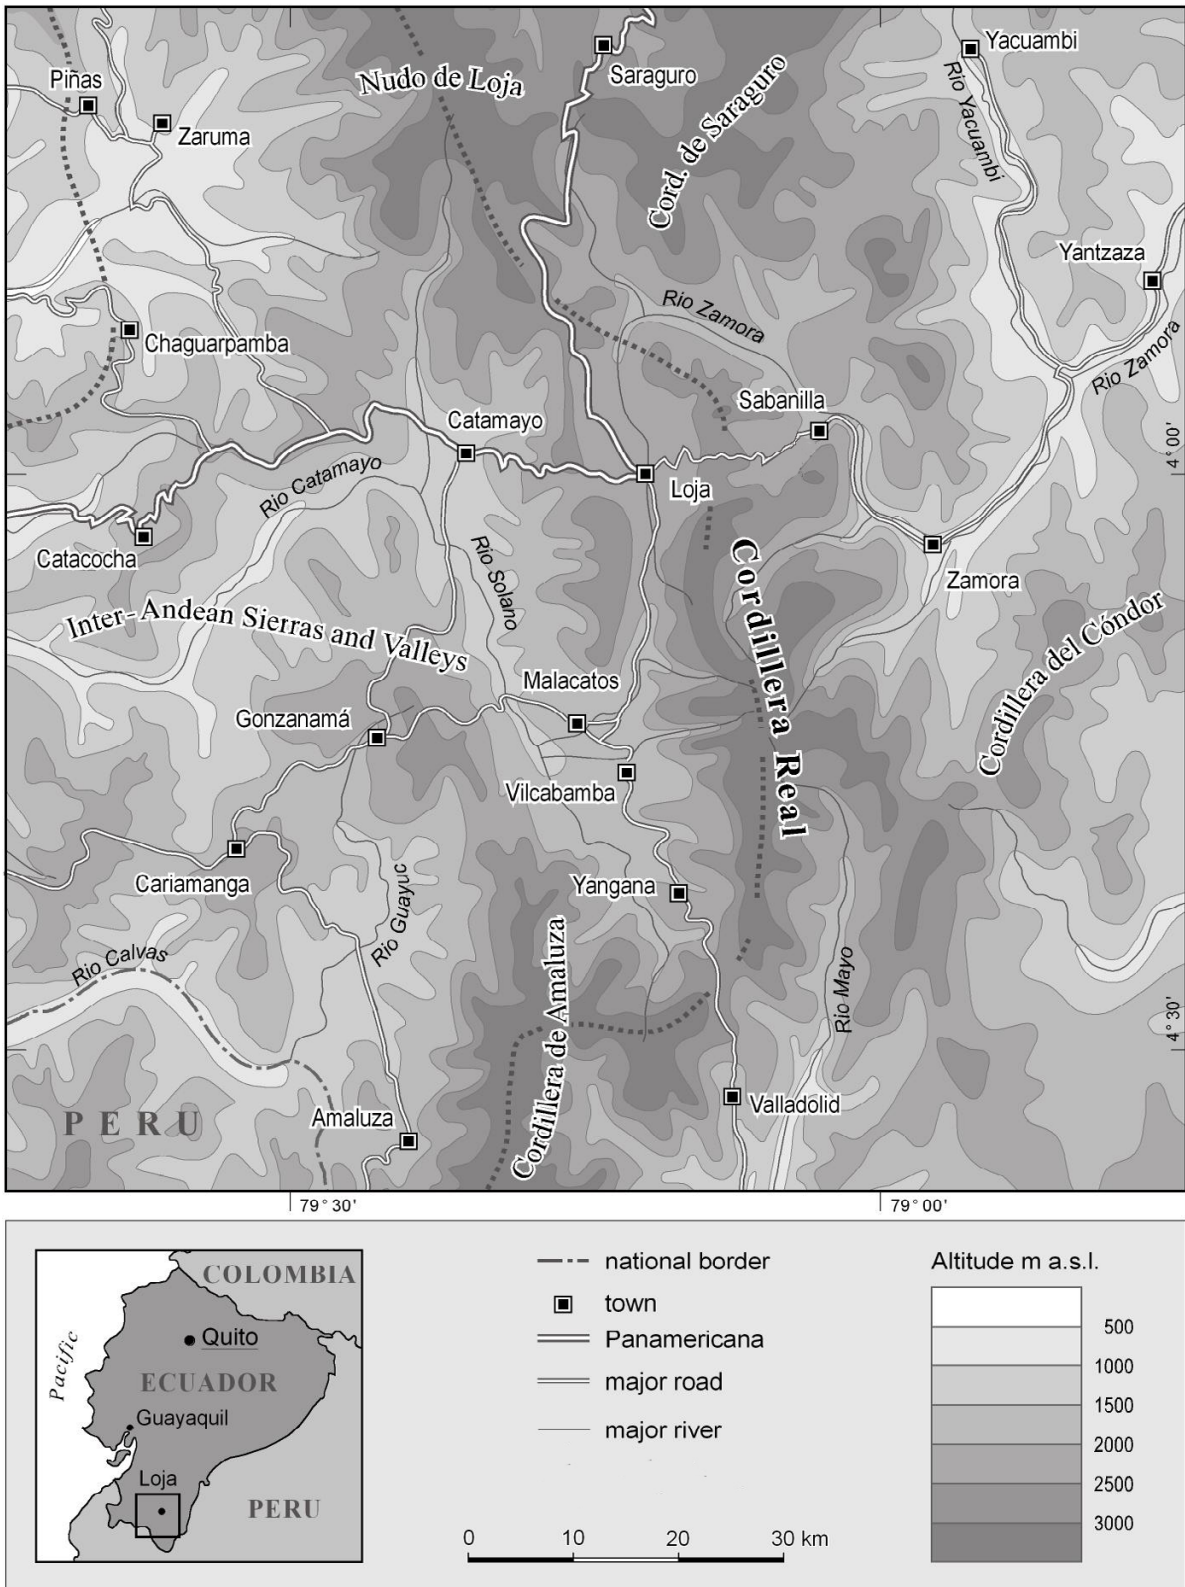 Yacuambi
Saraguro
Nudo de Loja
Piñas
Zaruma
Cord. de Saraguro
Rio Yacuambi
Yantzaza
Rio Zamora
Rio Zamora
Chaguarpamba
Sabanilla
Catamayo
4°00'
Rio Catamayo
Loja
Catacocha
Rio Solano
Cordillera Real
Zamora
Inter-Andean Sierras and Valleys
Cordillera del Cóndor
Malacatos
Gonzanamá
Vilcabamba
Cariamanga
Yangana
Rio Guayuc
Rio Calvas
Cordillera de Amaluza
Rio Mayo
4°30'
PERU
Amaluza
Valladolid
79°30'
79°00'
COLOMBIA
Pacific
Quito
ECUADOR
Guayaquil
Loja
PERU
national border
town
Panamericana
major road
major river
0 10 20 30 km
Altitude m a.s.l.
500
1000
1500
2000
2500
3000